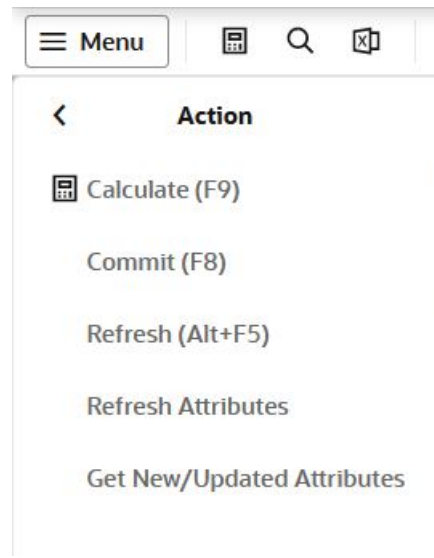 Menu
Action
Calculate (F9)
Commit (F8)
Refresh (Alt+F5)
Refresh Attributes
Get New/Updated Attributes